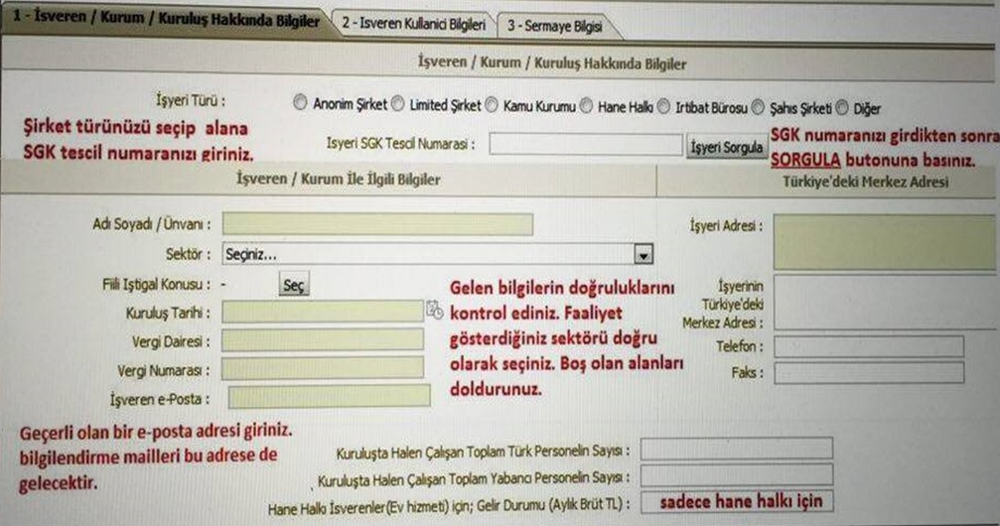 1 - İsveren / Kurum / Kuruluş Hakkında Bilgiler
2 - Isveren Kullanici Bilgileri
3 - Sermaye Bilgisi
İşveren / Kurum / Kuruluş Hakkında Bilgiler
İşyeri Türü :
Anonim Şirket
Limited Şirket
Kamu Kurumu
Hane Halkı
Irtibat Bürosu
Şahıs Şirketi
Diğer
Şirket türünüzü seçip alana
SGK tescil numaranızı giriniz.
Isyeri SGK Tescil Numarasi :
İşyeri Sorgula
SGK numaranızı girdikten sonra
SORGULA butonuna basınız.
İşveren / Kurum İle İlgili Bilgiler
Türkiye'deki Merkez Adresi
Adı Soyadı / Ünvanı :
İşyeri Adresi :
Sektör :
Seçiniz...
Fiili Iştigal Konusu : -
Seç
Kuruluş Tarihi :
Vergi Dairesi :
Vergi Numarası :
İşveren e-Posta :
Gelen bilgilerin doğruluklarını
kontrol ediniz. Faaliyet
gösterdiğiniz sektörü doğru
olarak seçiniz. Boş olan alanları
doldurunuz.
İşyerinin
Türkiye'deki
Merkez Adresi :
Telefon :
Faks :
Geçerli olan bir e-posta adresi giriniz.
bilgilendirme mailleri bu adrese de
gelecektir.
Kuruluşta Halen Çalışan Toplam Türk Personelin Sayısı :
Kuruluşta Halen Çalışan Toplam Yabancı Personelin Sayısı :
Hane Halkı İsverenler(Ev hizmeti) için; Gelir Durumu (Aylık Brüt TL) :
sadece hane halkı için